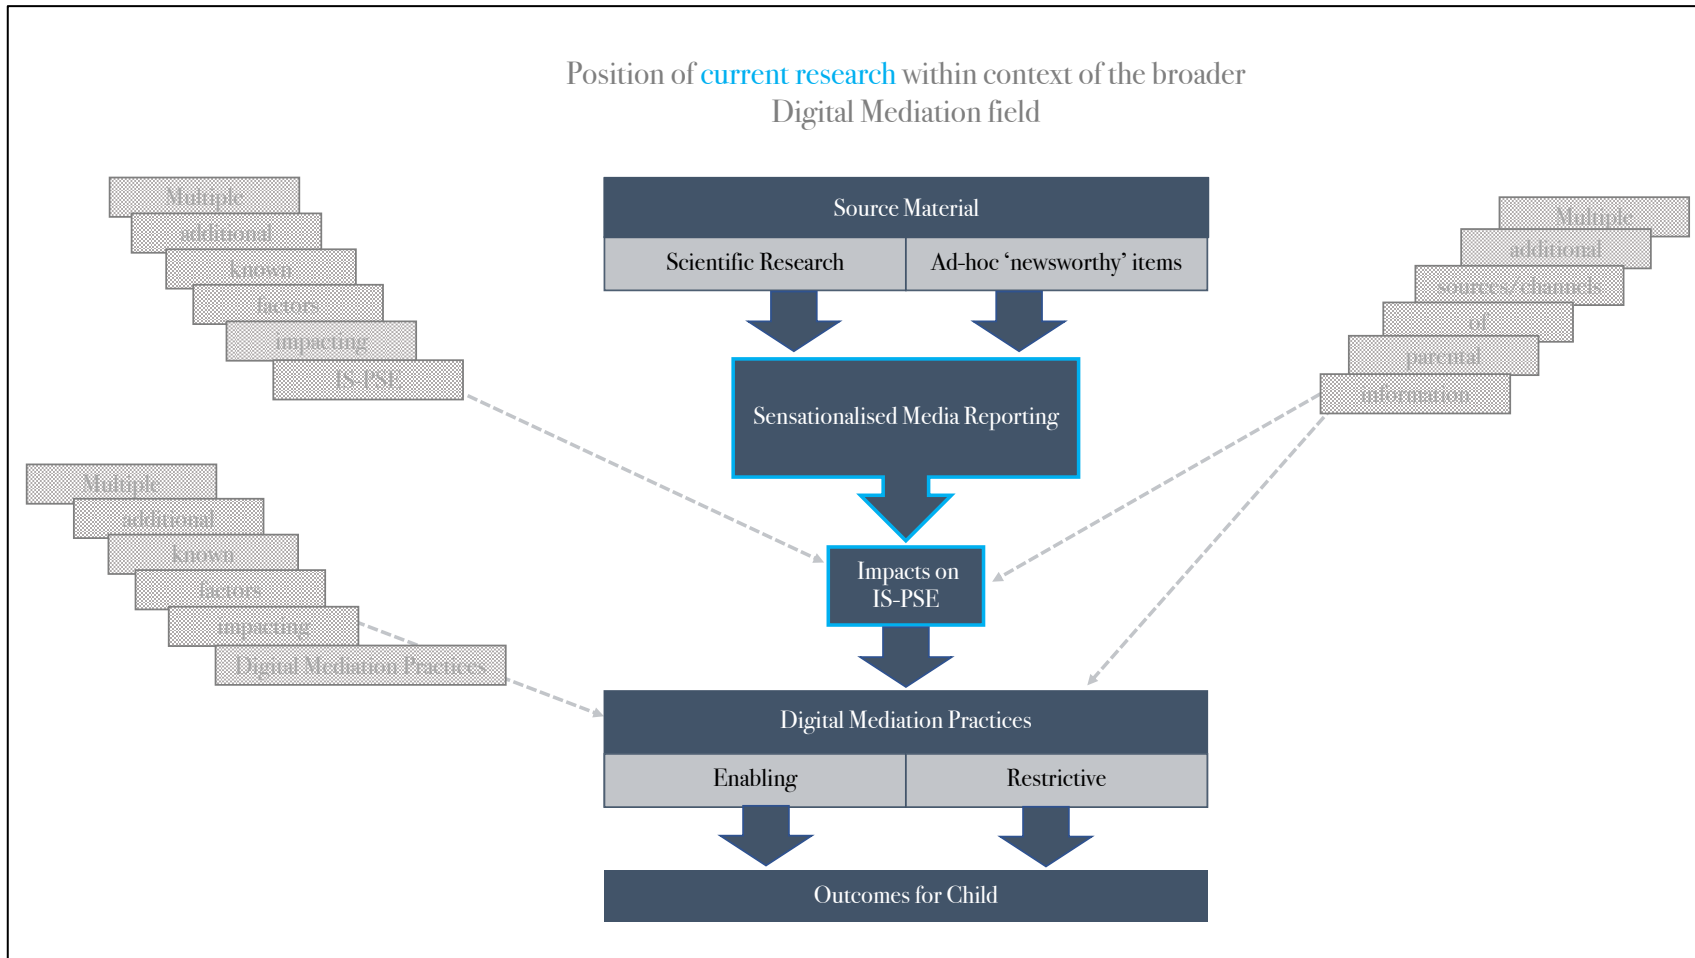 Position of current research within context of the broader
Digital Mediation field
Multiple
additional
known
factors
impacting
IS-PSE
Source Material
Scientific Research
Ad-hoc ‘newsworthy’ items
Multiple
additional
sources/channels
of
parental
information
Sensationalised Media Reporting
Multiple
additional
known
factors
impacting
Digital Mediation Practices
Impacts on
IS-PSE
Digital Mediation Practices
Enabling
Restrictive
Outcomes for Child